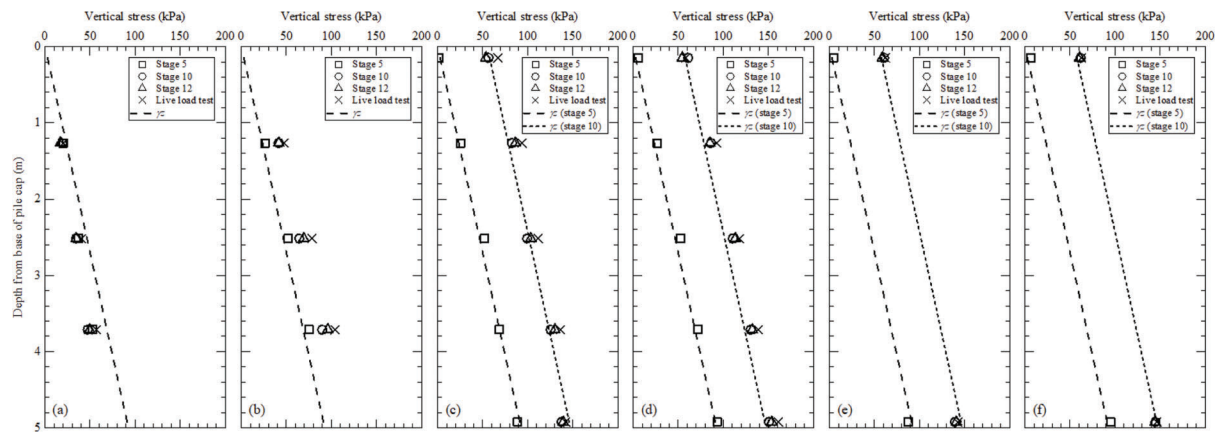 Vertical stress (kPa)
0 50 100 150 200
Stage 5
Stage 10
Stage 12
Live load test
γz
(a)
Depth from base of pile cap (m)
0
1
2
3
4
5
Vertical stress (kPa)
0 50 100 150 200
Stage 5
Stage 10
Stage 12
Live load test
γz
(b)
Vertical stress (kPa)
0 50 100 150 200
Stage 5
Stage 10
Stage 12
Live load test
γz (stage 5)
γz (stage 10)
(c)
Vertical stress (kPa)
0 50 100 150 200
Stage 5
Stage 10
Stage 12
Live load test
γz (stage 5)
γz (stage 10)
(d)
Vertical stress (kPa)
0 50 100 150 200
Stage 5
Stage 10
Stage 12
Live load test
γz (stage 5)
γz (stage 10)
(e)
Vertical stress (kPa)
0 50 100 150 200
Stage 5
Stage 10
Stage 12
Live load test
γz (stage 5)
γz (stage 10)
(f)